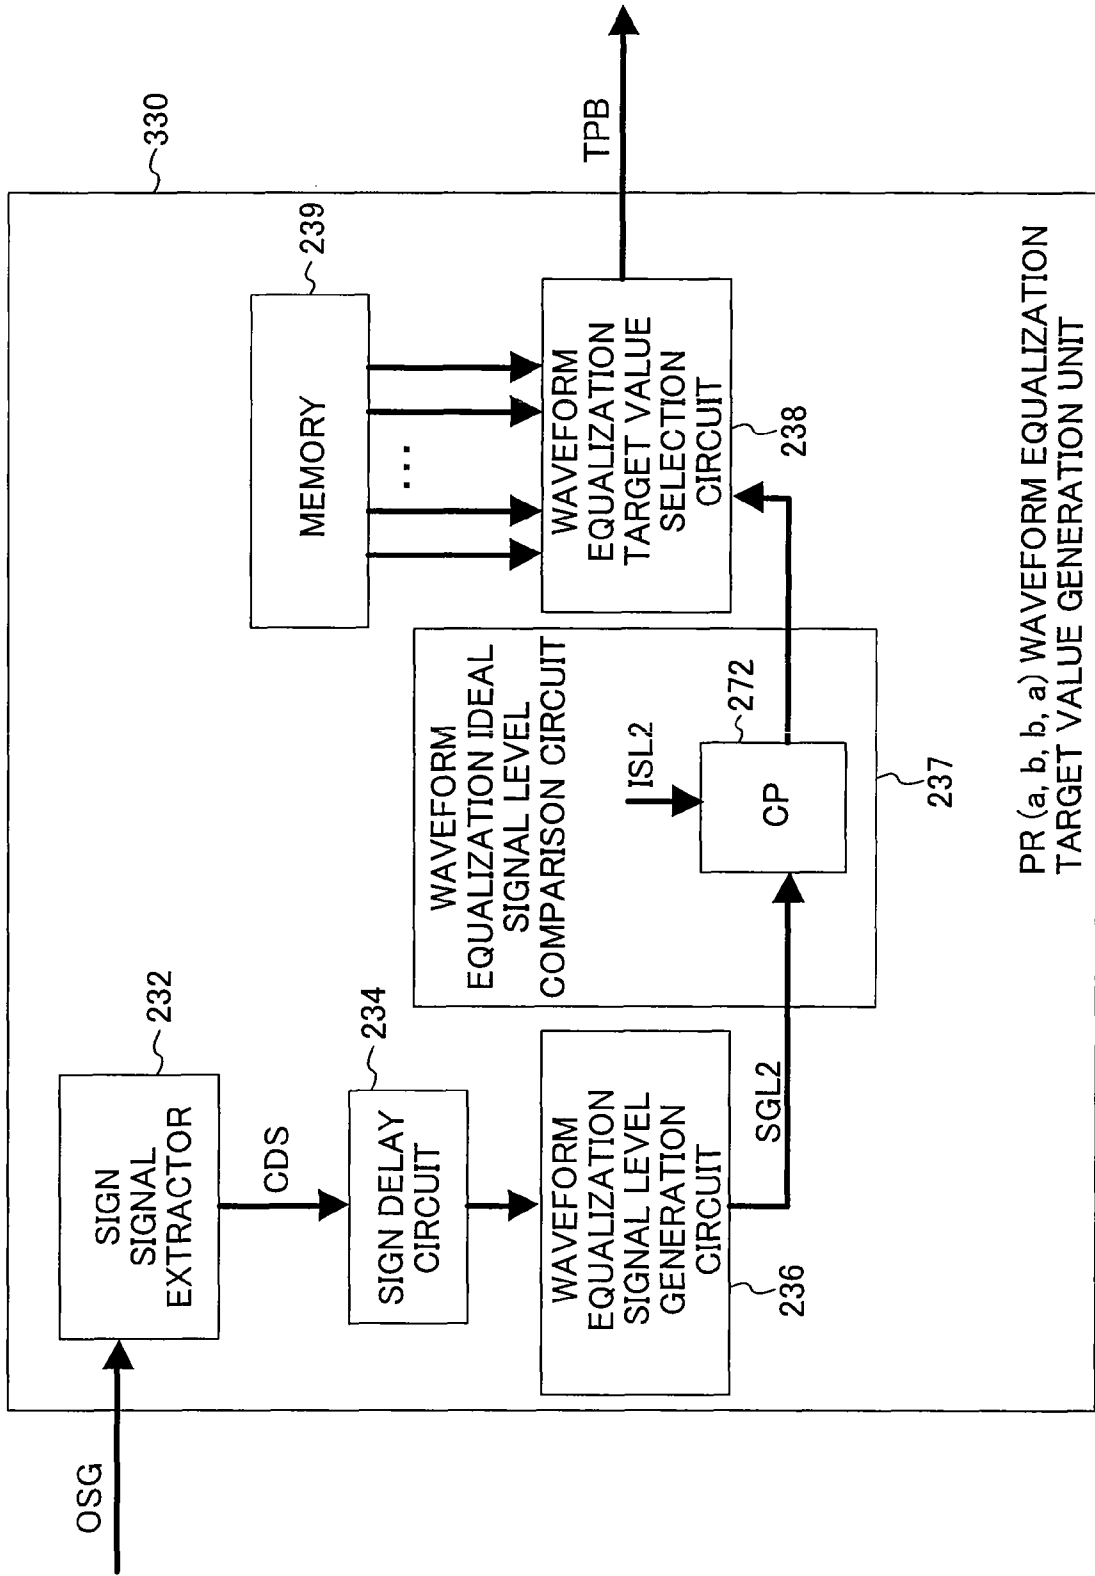 330
OSG
SIGN
SIGNAL
EXTRACTOR
232
CDS
SIGN DELAY
CIRCUIT
234
WAVEFORM
EQUALIZATION
SIGNAL LEVEL
GENERATION
CIRCUIT
236
SGL2
WAVEFORM
EQUALIZATION IDEAL
SIGNAL LEVEL
COMPARISON CIRCUIT
ISL2
CP
272
237
MEMORY
239
...
WAVEFORM
EQUALIZATION
TARGET VALUE
SELECTION
CIRCUIT
238
TPB
PR (a, b, b, a) WAVEFORM EQUALIZATION
TARGET VALUE GENERATION UNIT